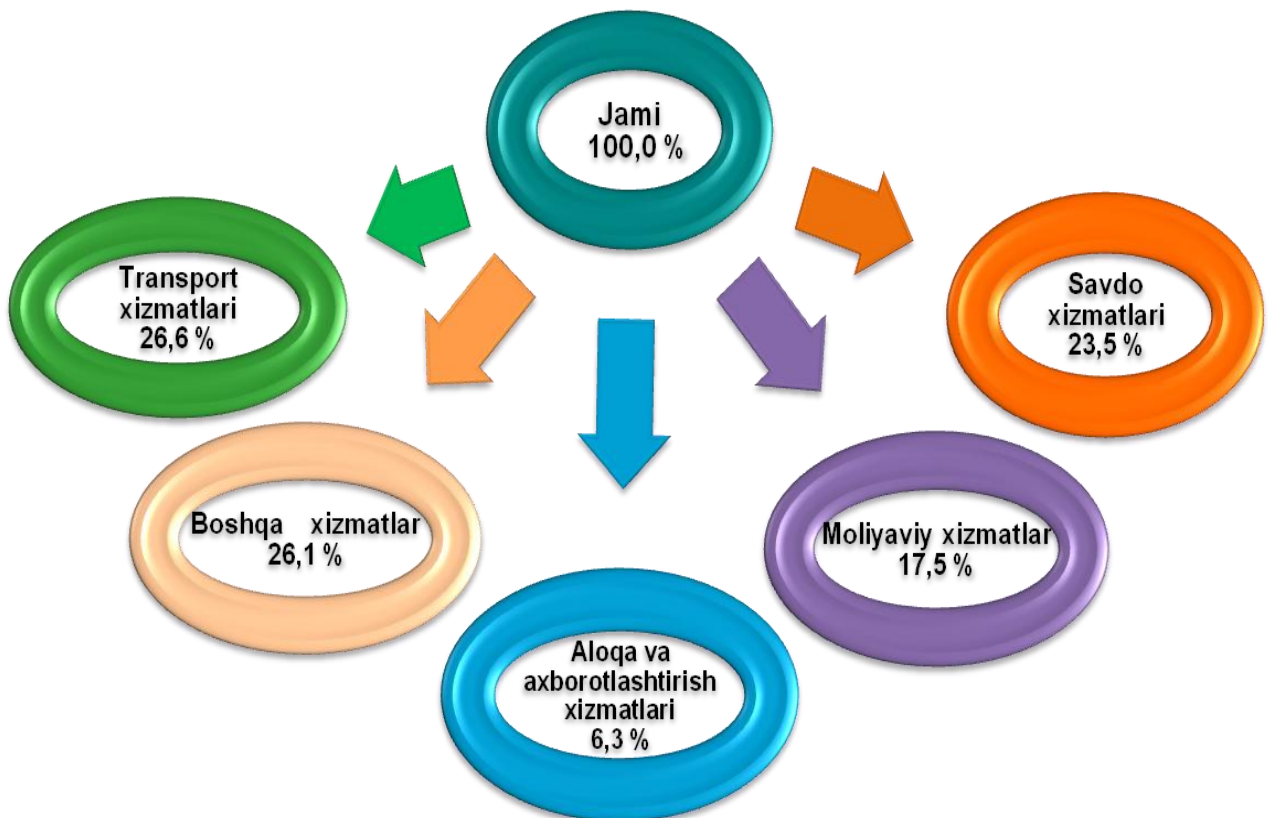 Jami
100,0 %
Transport
xizmatlari
26,6 %
Savdo
xizmatlari
23,5 %
Boshqa xizmatlar
26,1 %
Moliyaviy xizmatlar
17,5 %
Aloqa va
axborotlashtirish
xizmatlari
6,3 %